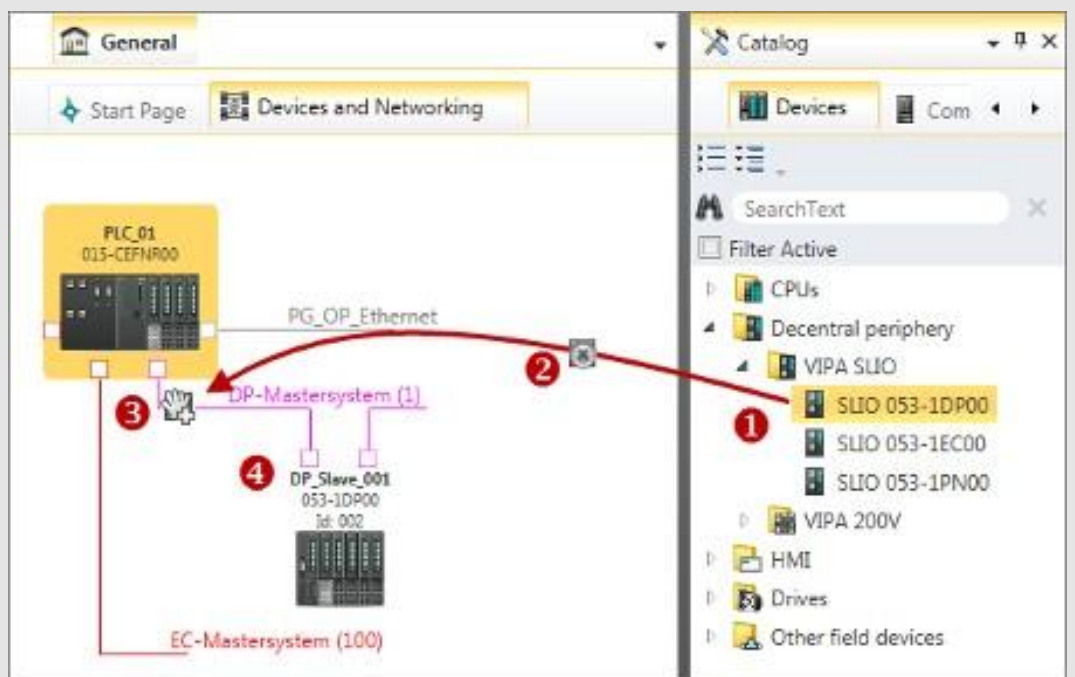 General
Start Page
Devices and Networking
PLC_01
015-CEFNR00
PG_OP_Ethernet
2
3
DP-Mastersystem (1)
4
DP_Slave_001
053-1DP00
Id: 002
EC-Mastersystem (100)
Catalog
Devices
Com
SearchText
Filter Active
CPUs
Decentral periphery
VIPA SLIO
1
SLIO 053-1DP00
SLIO 053-1EC00
SLIO 053-1PN00
VIPA 200V
HMI
Drives
Other field devices